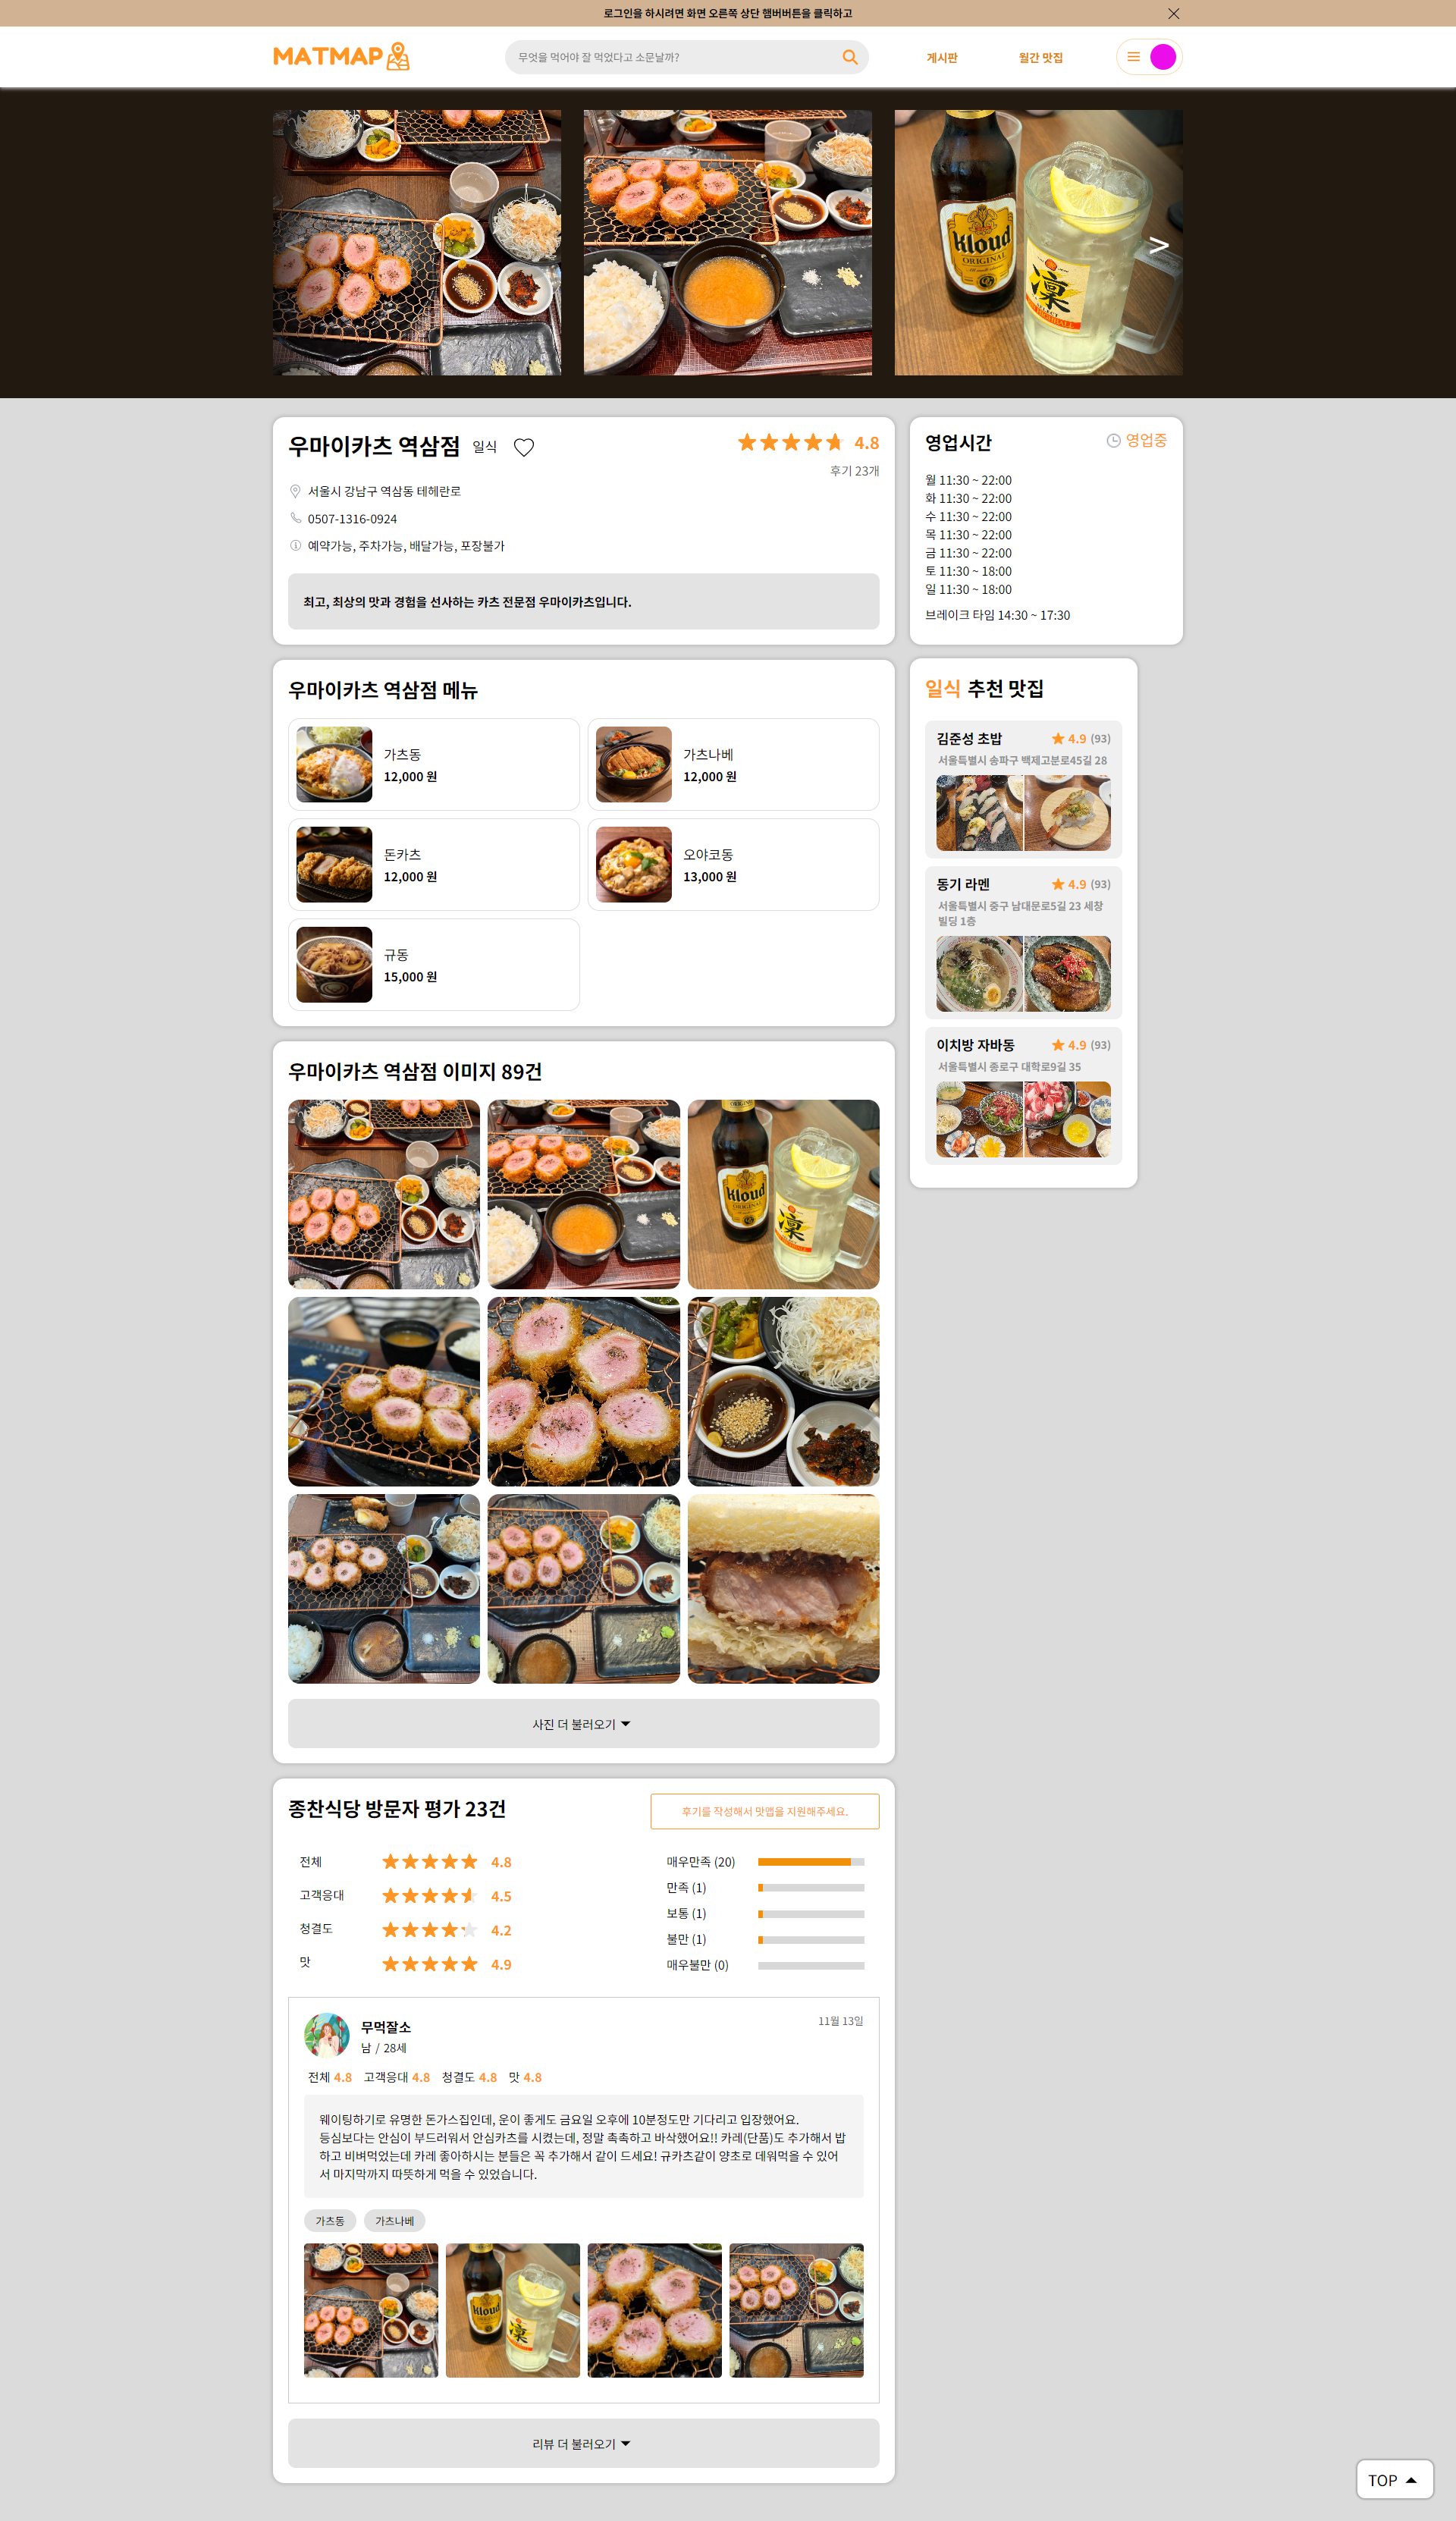 로그인을 하시려면 화면 오른쪽 상단 햄버버튼을 클릭하고
MATMAP
무엇을 먹어야 잘 먹었다고 소문날까?
게시판
월간 맛집
Kloud
ORIGINAL
凜
>
우마이카츠 역삼점 일식
4.8
후기 23개
서울시 강남구 역삼동 테헤란로
0507-1316-0924
예약가능, 주차가능, 배달가능, 포장불가
최고, 최상의 맛과 경험을 선사하는 카츠 전문점 우마이카츠입니다.
영업시간
영업중
월 11:30 ~ 22:00
화 11:30 ~ 22:00
수 11:30 ~ 22:00
목 11:30 ~ 22:00
금 11:30 ~ 22:00
토 11:30 ~ 18:00
일 11:30 ~ 18:00
브레이크 타임 14:30 ~ 17:30
우마이카츠 역삼점 메뉴
가츠동
12,000 원
가츠나베
12,000 원
돈카츠
12,000 원
오야코동
13,000 원
규동
15,000 원
일식 추천 맛집
김준성 초밥
4.9 (93)
서울특별시 송파구 백제고분로45길 28
동기 라멘
4.9 (93)
서울특별시 중구 남대문로5길 23 세창
빌딩 1층
이치방 자바동
4.9 (93)
서울특별시 종로구 대학로9길 35
우마이카츠 역삼점 이미지 89건
Kloud
ORIGINAL
凜
사진 더 불러오기
종찬식당 방문자 평가 23건
후기를 작성해서 맛맵을 지원해주세요.
전체 4.8
고객응대 4.5
청결도 4.2
맛 4.9
매우만족 (20)
만족 (1)
보통 (1)
불만 (1)
매우불만 (0)
무먹잘소
남 / 28세
11월 13일
전체 4.8 고객응대 4.8 청결도 4.8 맛 4.8
웨이팅하기로 유명한 돈가스집인데, 운이 좋게도 금요일 오후에 10분정도만 기다리고 입장했어요.
등심보다는 안심이 부드러워서 안심카츠를 시켰는데, 정말 촉촉하고 바삭했어요!! 카레(단품)도 추가해서 밥
하고 비벼먹었는데 카레 좋아하시는 분들은 꼭 추가해서 같이 드세요! 규카츠같이 양초로 데워먹을 수 있어
서 마지막까지 따뜻하게 먹을 수 있었습니다.
가츠동
가츠나베
Kloud
凜
리뷰 더 불러오기
TOP